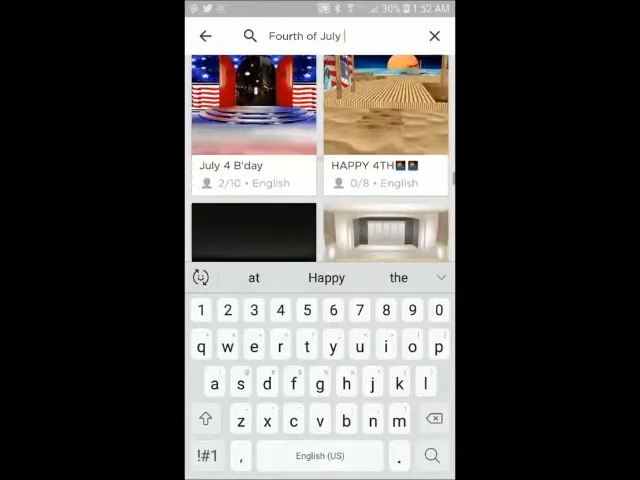 30% 1:52 AM
Fourth of July
July 4 B'day
HAPPY 4TH🌇🌇
2/10 • English
0/8 • English
at Happy the
1 2 3 4 5 6 7 8 9 0
q w e r t y u i o p
a s d f g h j k l
z x c v b n m
!#1 , English (US) .